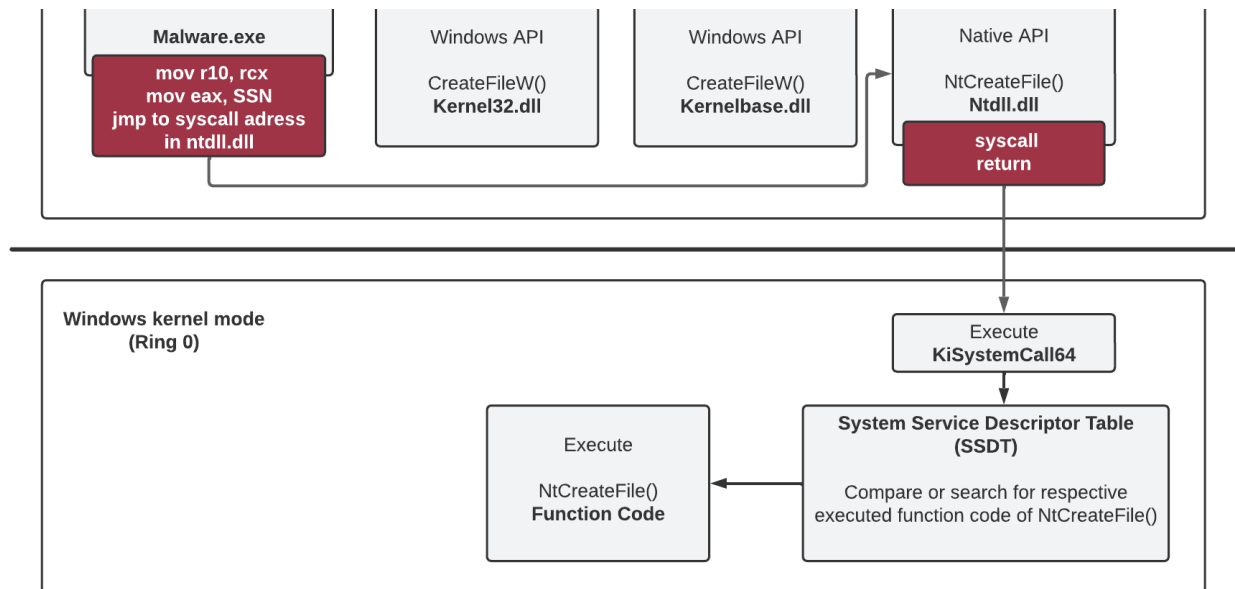 Malware.exe
mov r10, rcx
mov eax, SSN
jmp to syscall adress
in ntdll.dll
Windows API
CreateFileW()
Kernel32.dll
Windows API
CreateFileW()
Kernelbase.dll
Native API
NtCreateFile()
Ntdll.dll
syscall
return
Windows kernel mode
(Ring 0)
Execute
KiSystemCall64
System Service Descriptor Table
(SSDT)
Compare or search for respective
executed function code of NtCreateFile()
Execute
NtCreateFile()
Function Code